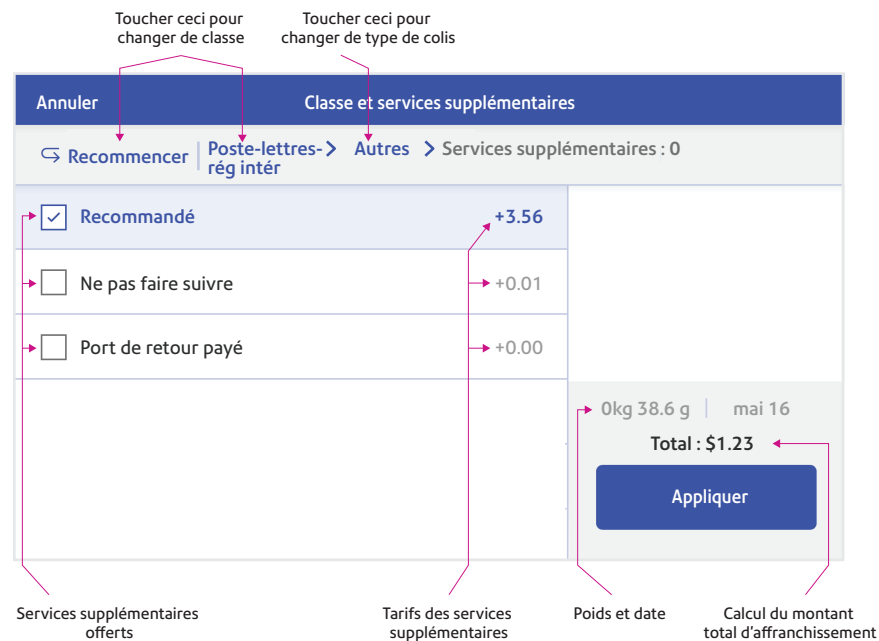 Toucher ceci pour
changer de classe
Toucher ceci pour
changer de type de colis
Annuler
Classe et services supplémentaires
Recommencer
Poste-lettres-
rég intér
Autres
Services supplémentaires : 0
Recommandé +3.56
Ne pas faire suivre +0.01
Port de retour payé +0.00
0kg 38.6 g mai 16
Total : $1.23
Appliquer
Services supplémentaires
offerts
Tarifs des services
supplémentaires
Poids et date
Calcul du montant
total d'affranchissement